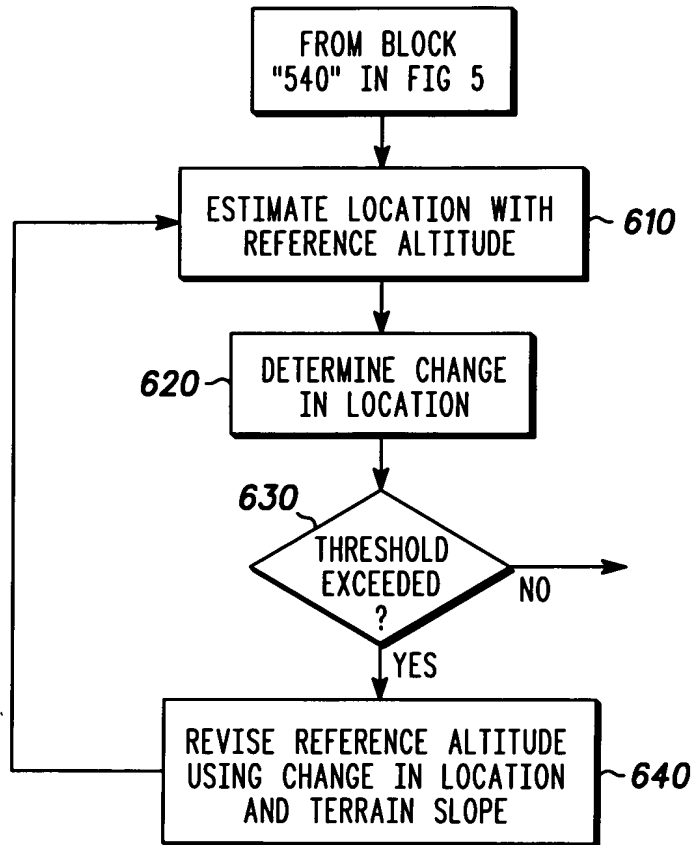 FROM BLOCK
"540" IN FIG 5
ESTIMATE LOCATION WITH
REFERENCE ALTITUDE
610
620
DETERMINE CHANGE
IN LOCATION
630
THRESHOLD
EXCEEDED
?
NO
YES
REVISE REFERENCE ALTITUDE
USING CHANGE IN LOCATION
AND TERRAIN SLOPE
640